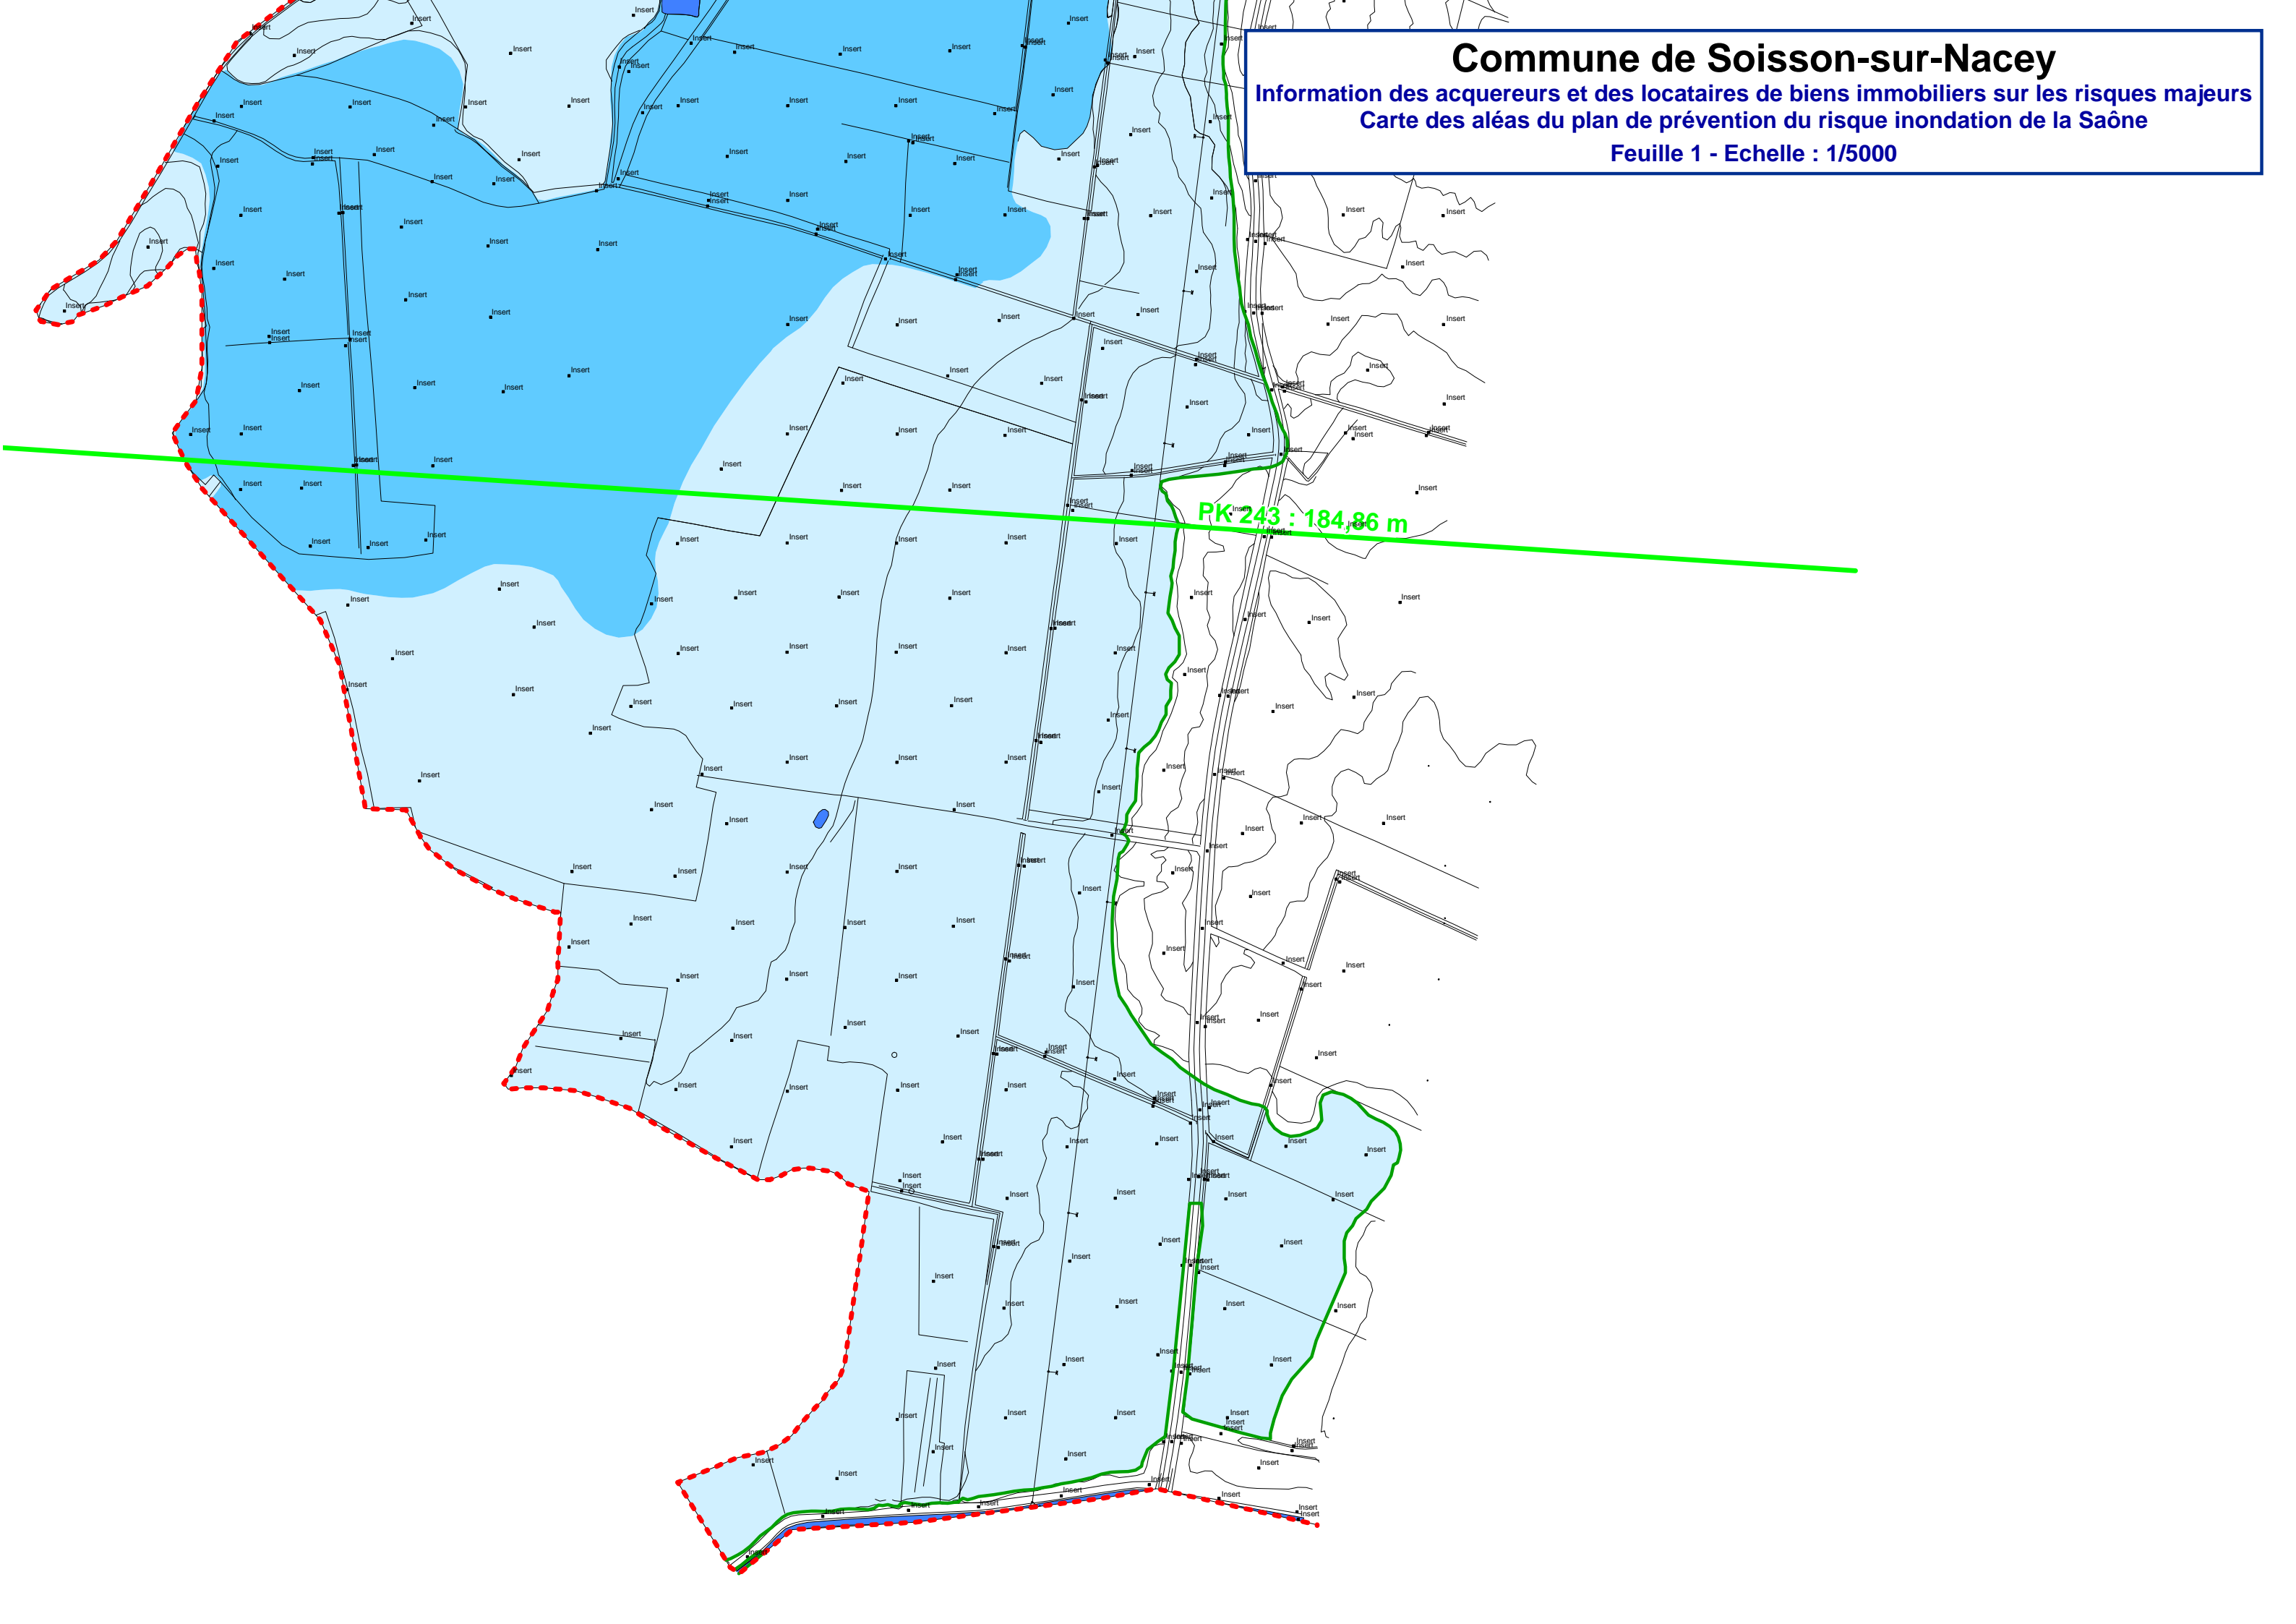 Commune de Soisson-sur-Nacey
Information des acquereurs et des locataires de biens immobiliers sur les risques majeurs
Carte des aléas du plan de prévention du risque inondation de la Saône
Feuille 1 - Echelle : 1/5000
PK 243 : 184,86 m
Insert